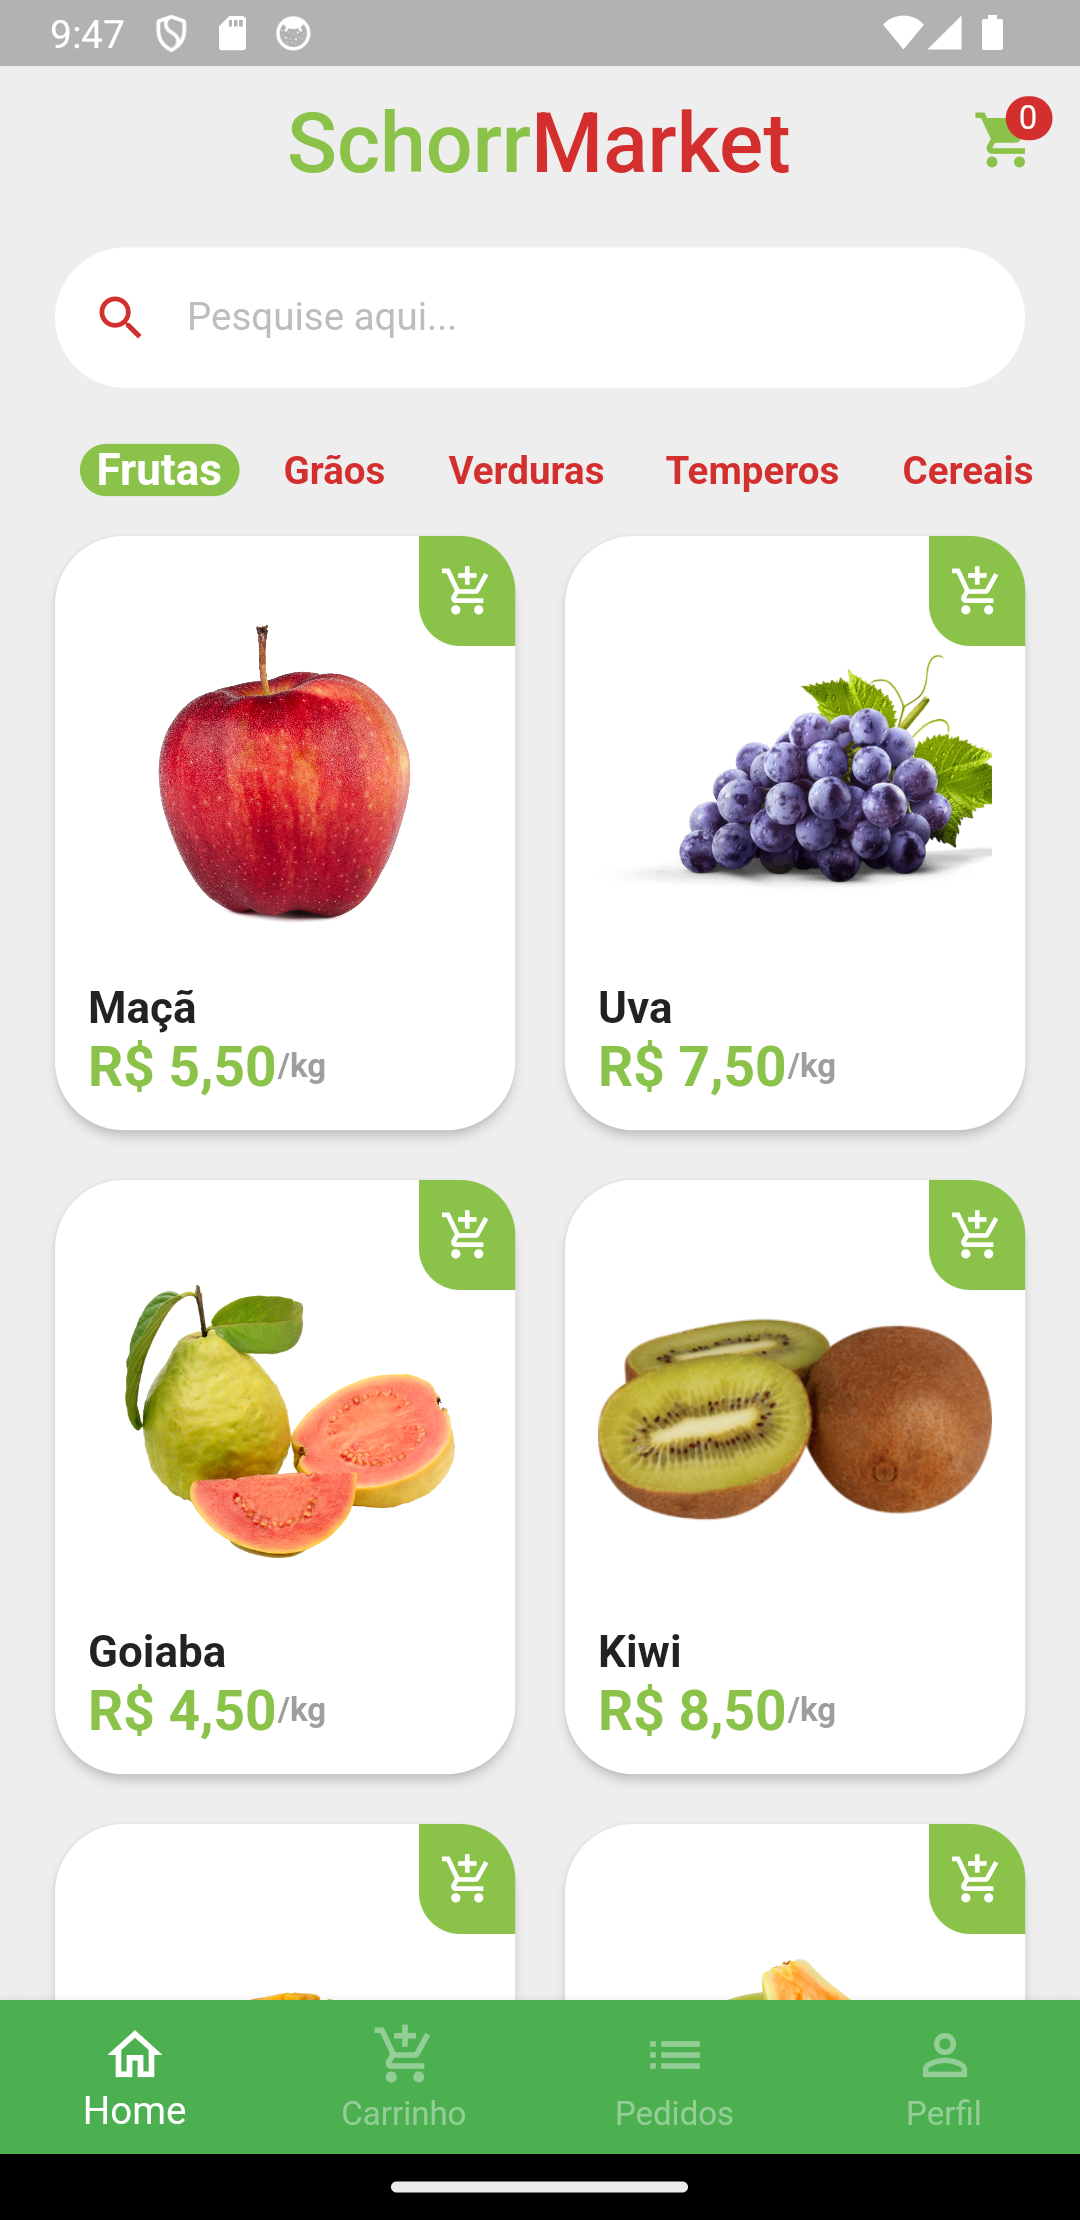 9:47
SchorrMarket
0
Pesquise aqui...
Frutas Grãos Verduras Temperos Cereais
Maçã
R$ 5,50/kg
Uva
R$ 7,50/kg
Goiaba
R$ 4,50/kg
Kiwi
R$ 8,50/kg
Home Carrinho Pedidos Perfil